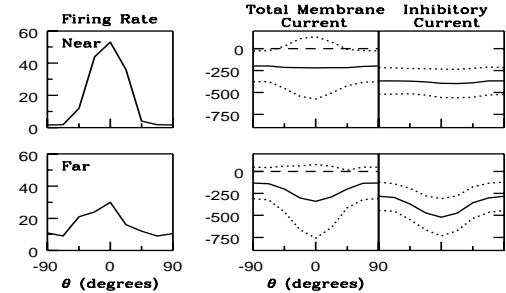 Firing Rate
Total Membrane Current
Inhibitory Current
60
40
20
0
Near
0
-250
-500
-750
60
40
20
0
Far
0
-250
-500
-750
-90 0 90
0 90
θ (degrees)
θ (degrees)